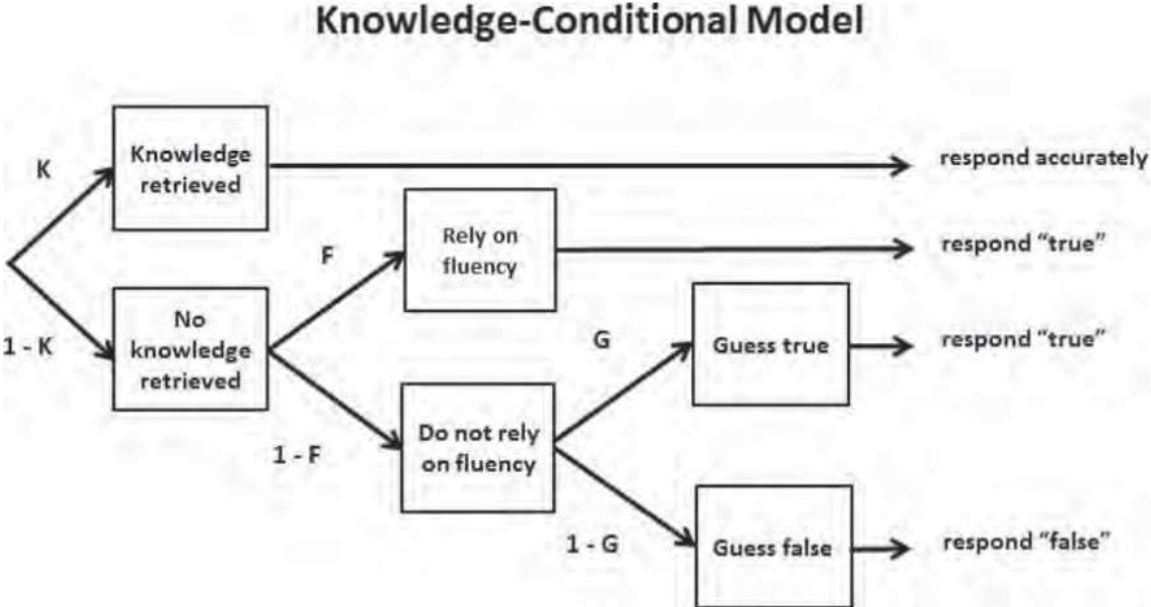 Knowledge-Conditional Model
K
Knowledge
retrieved
respond accurately
F
Rely on
fluency
respond “true”
1 - K
No
knowledge
retrieved
G
Guess true
respond “true”
1 - F
Do not rely
on fluency
1 - G
Guess false
respond “false”